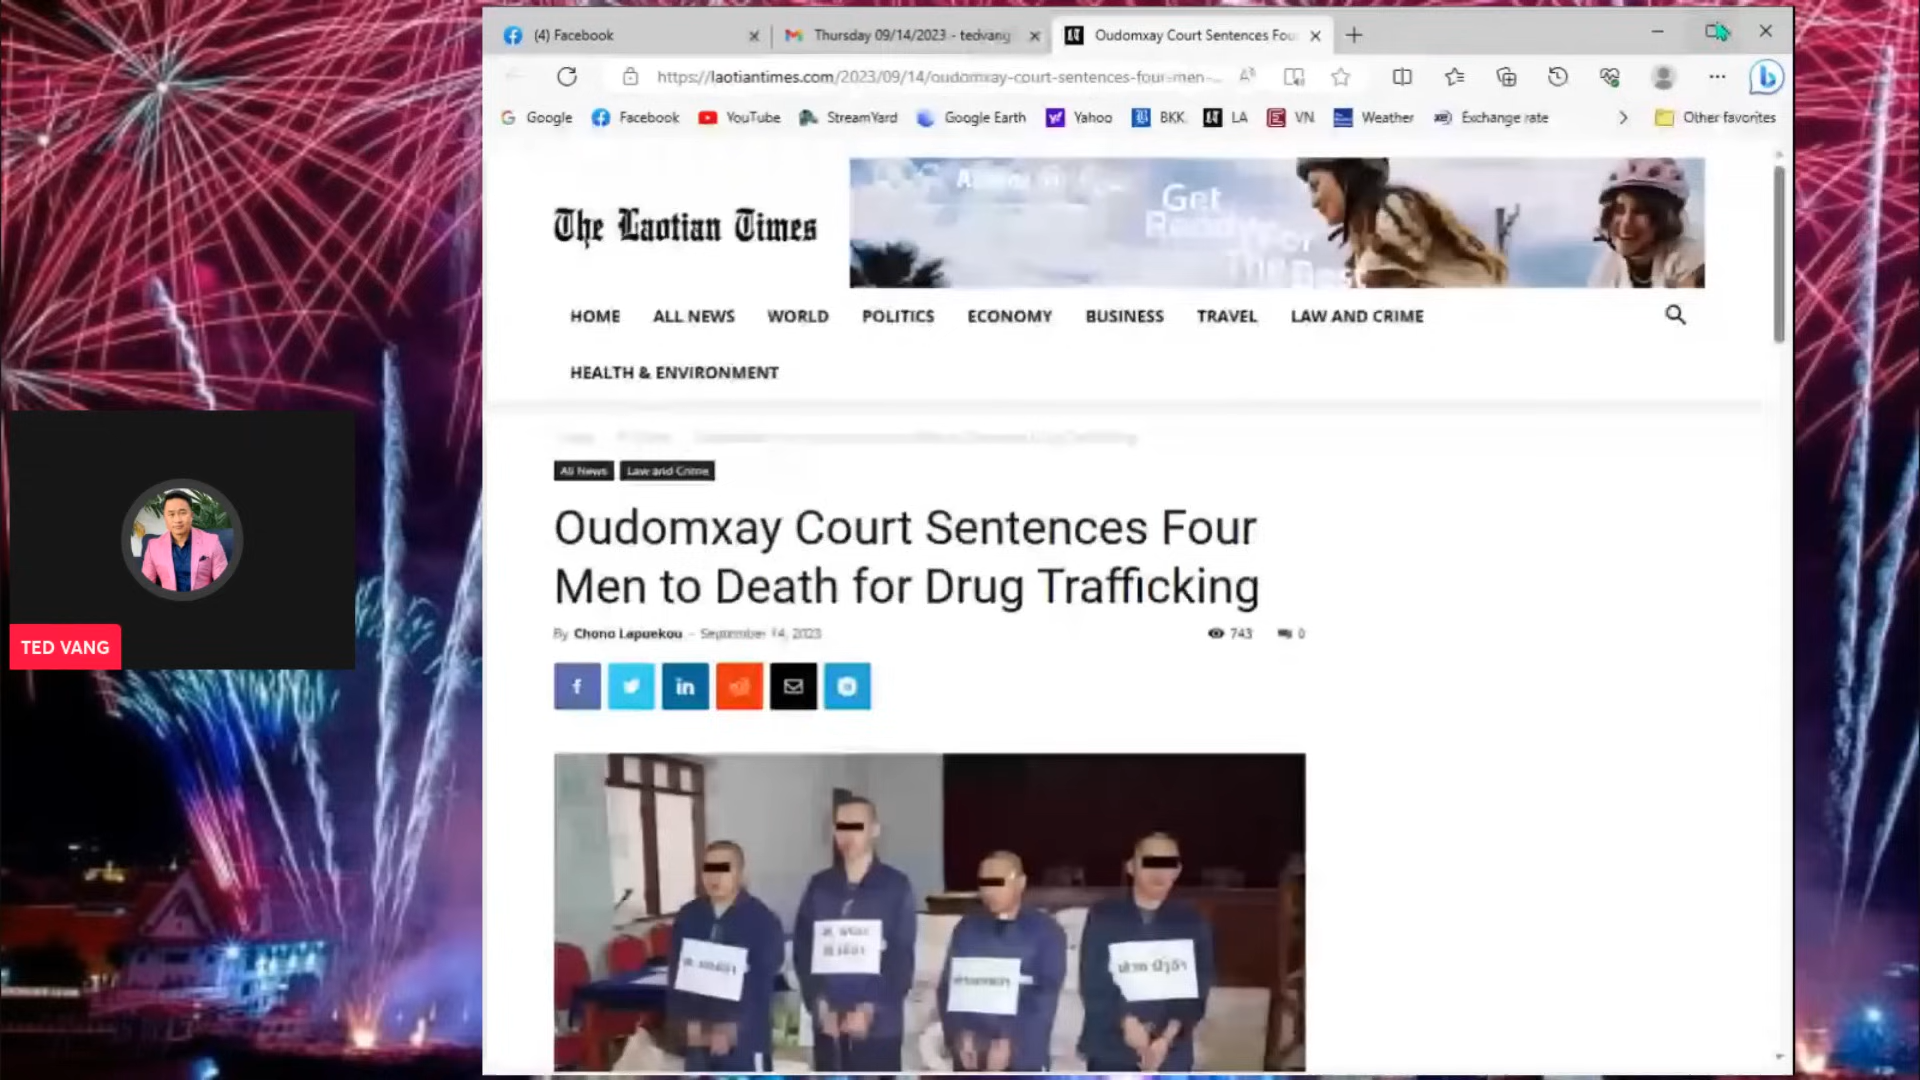 (4) Facebook
Thursday 09/14/2023 - tedvang
Oudomxay Court Sentences Fou
https://laotiantimes.com/2023/09/14/oudomxay-court-sentences-four-men-...
Google
Facebook
YouTube
StreamYard
Google Earth
Yahoo
BKK
LA
VN
Weather
Exchange rate
Other favorites
The Laotian Times
Get
Ready For
The Best
HOME
ALL NEWS
WORLD
POLITICS
ECONOMY
BUSINESS
TRAVEL
LAW AND CRIME
HEALTH & ENVIRONMENT
All News
Law and Crime
Oudomxay Court Sentences Four
Men to Death for Drug Trafficking
By Chono Lapuekou - September 14, 2023
743
0
TED VANG